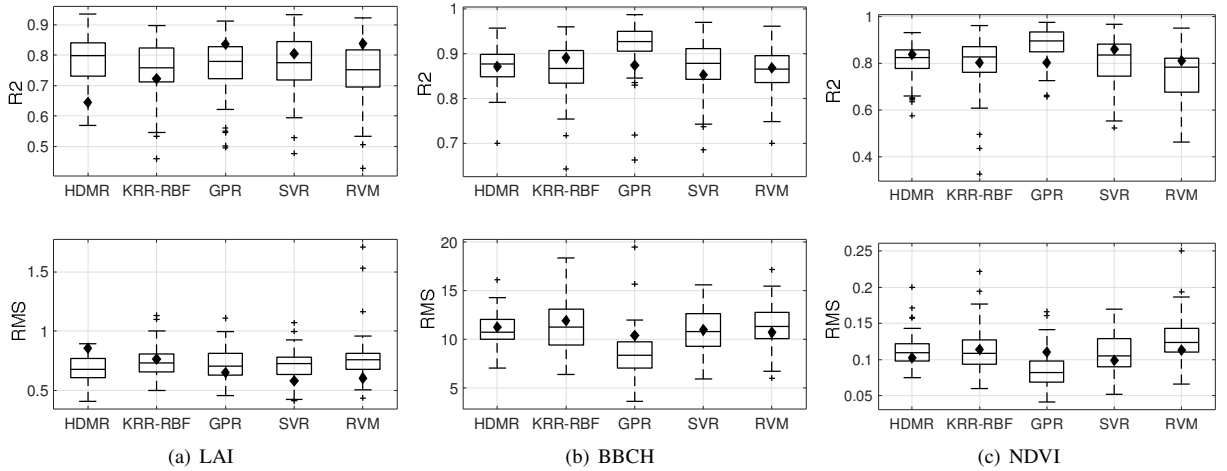 0.9
0.8
0.7
0.6
0.5
R2
HDMR KRR-RBF GPR SVR RVM
1
0.9
0.8
0.7
R2
HDMR KRR-RBF GPR SVR RVM
1
0.8
0.6
0.4
R2
HDMR KRR-RBF GPR SVR RVM
1.5
1
0.5
RMS
HDMR KRR-RBF GPR SVR RVM
(a) LAI
20
15
10
5
RMS
HDMR KRR-RBF GPR SVR RVM
(b) BBCH
0.25
0.2
0.15
0.1
0.05
RMS
HDMR KRR-RBF GPR SVR RVM
(c) NDVI